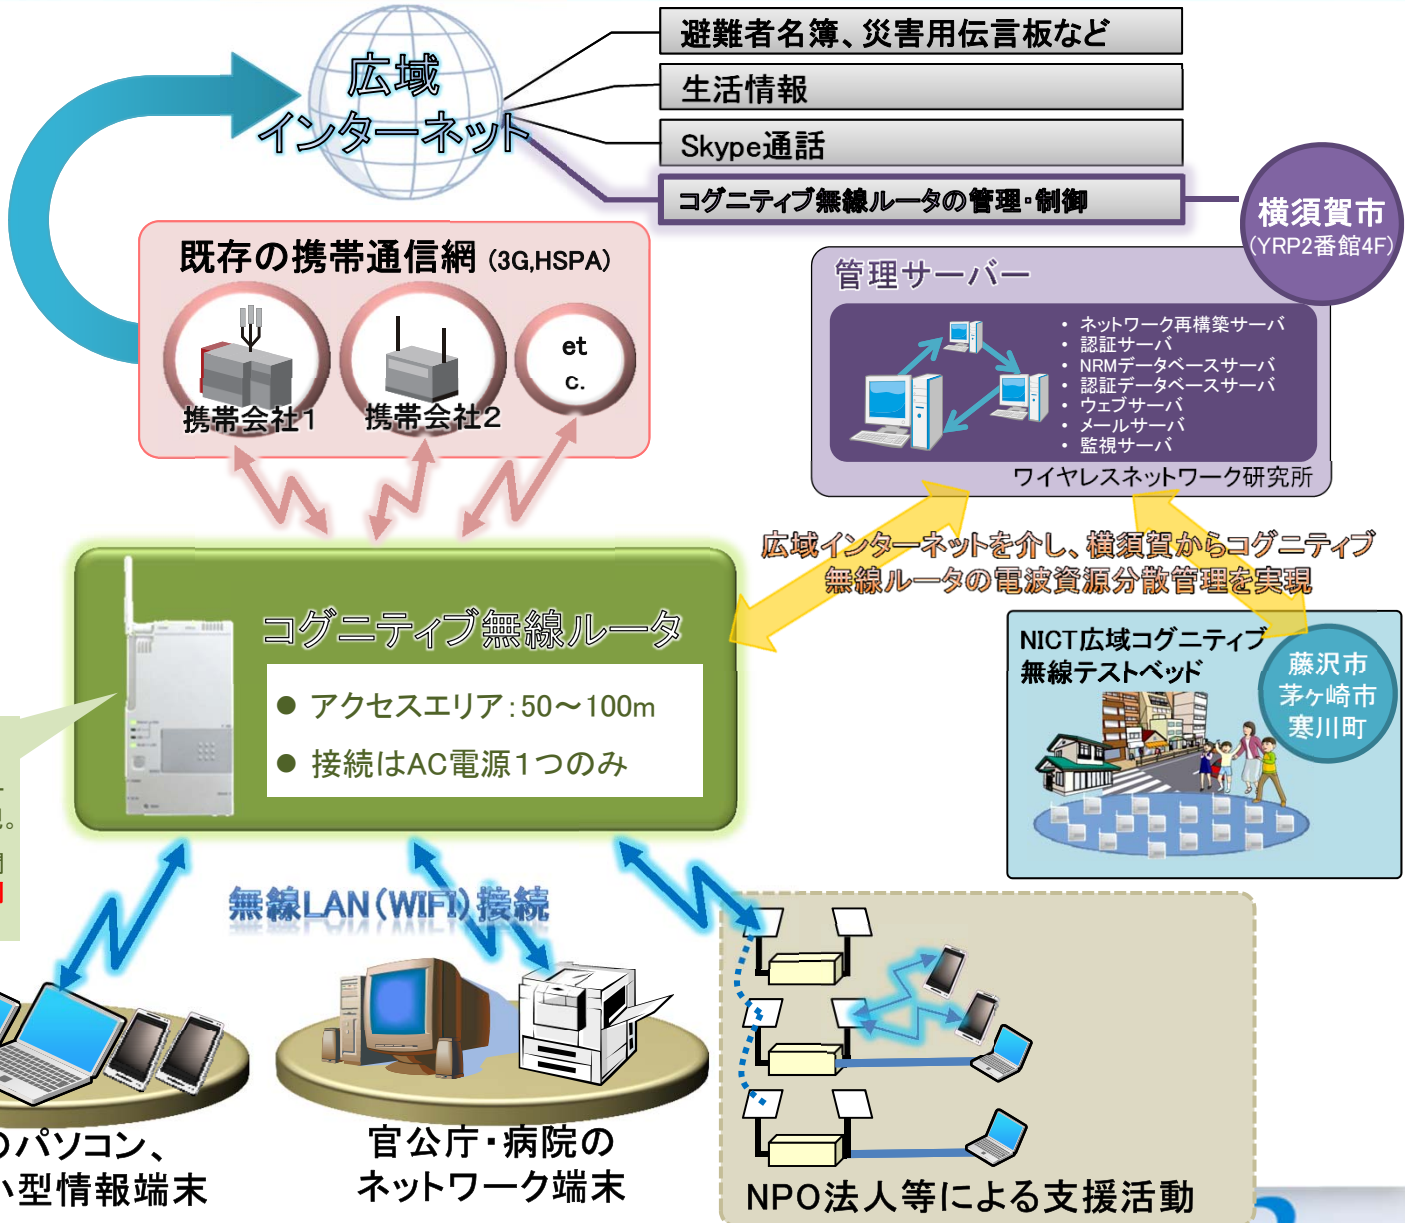 広域
インターネット
避難者名簿、災害用伝言板など
生活情報
Skype通話
コグニティブ無線ルータの管理・制御
横須賀市
(YRP2番館4F)
既存の携帯通信網 (3G,HSPA)
携帯会社1
携帯会社2
et
c.
管理サーバー
・ ネットワーク再構築サーバ
・ 認証サーバ
・ NRMデータベースサーバ
・ 認証データベースサーバ
・ ウェブサーバ
・ メールサーバ
・ 監視サーバ
ワイヤレスネットワーク研究所
広域インターネットを介し、横須賀からコグニティブ
無線ルータの電波資源分散管理を実現
コグニティブ無線ルータ
● アクセスエリア：50～100m
● 接続はAC電源1つのみ
NICT広域コグニティブ
無線テストベッド
藤沢市
茅ヶ崎市
寒川町
無線LAN(WIFI)接続
のパソコン、
小型情報端末
官公庁・病院の
ネットワーク端末
NPO法人等による支援活動